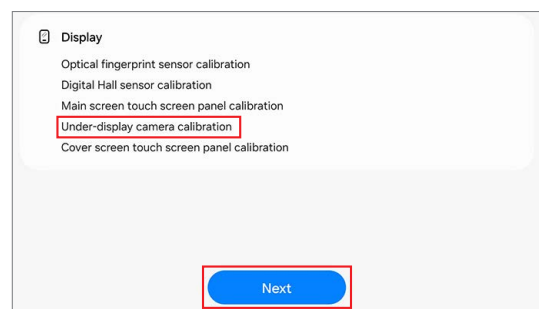 Display
Optical fingerprint sensor calibration
Digital Hall sensor calibration
Main screen touch screen panel calibration
Under-display camera calibration
Cover screen touch screen panel calibration
Next